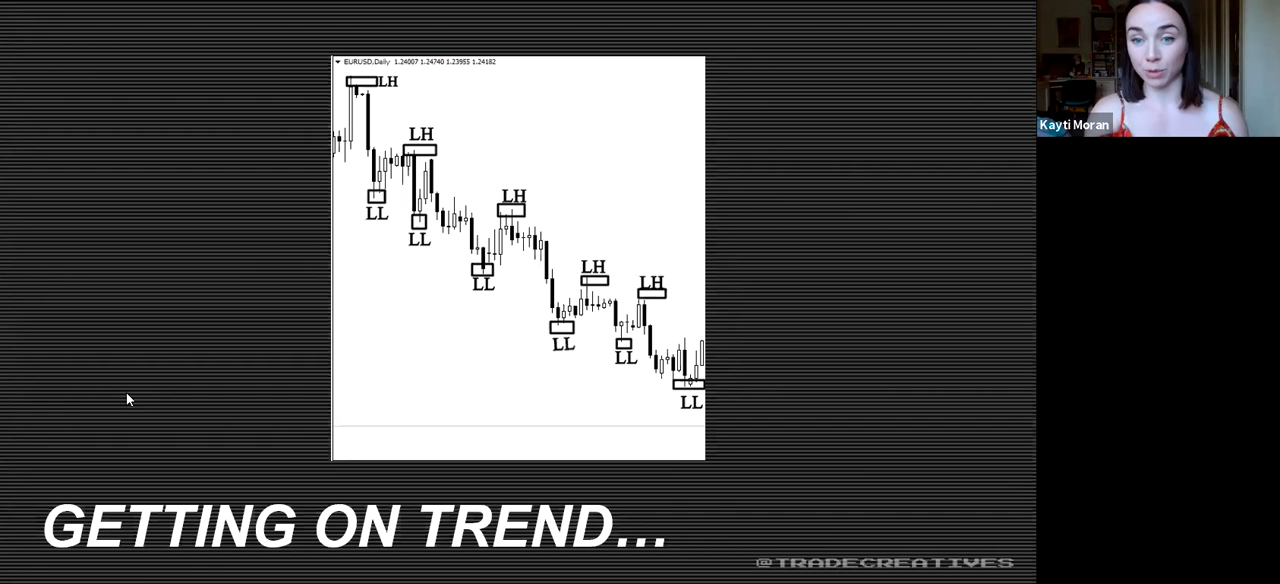 EURUSD,Daily 1.24007 1.24740 1.23955 1.24182
LH
LH
LL
LH
LL
LH
LL
LH
LL
LL
LL
Kayti Moran
GETTING ON TREND...
@TRADECREATIVES